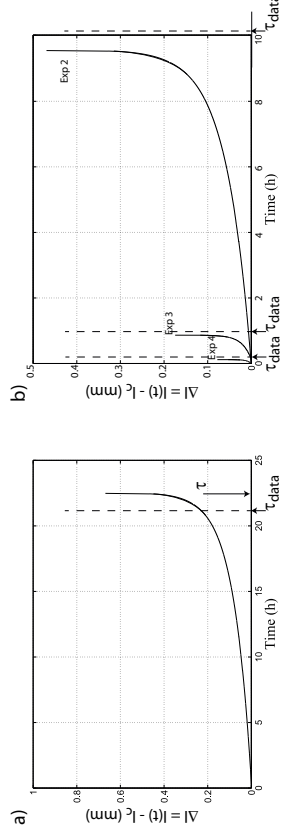 a)
Δl = l(t) - l_c (mm)
1
0.8
0.6
0.4
0.2
0
0
5
10
15
20
25
Time (h)
τ
τ_data
b)
Δl = l(t) - l_c (mm)
0.5
0.4
0.3
0.2
0.1
0
0
2
4
6
8
10
Time (h)
Exp 2
Exp 3
Exp 4
τ_data
τ_data
τ_data